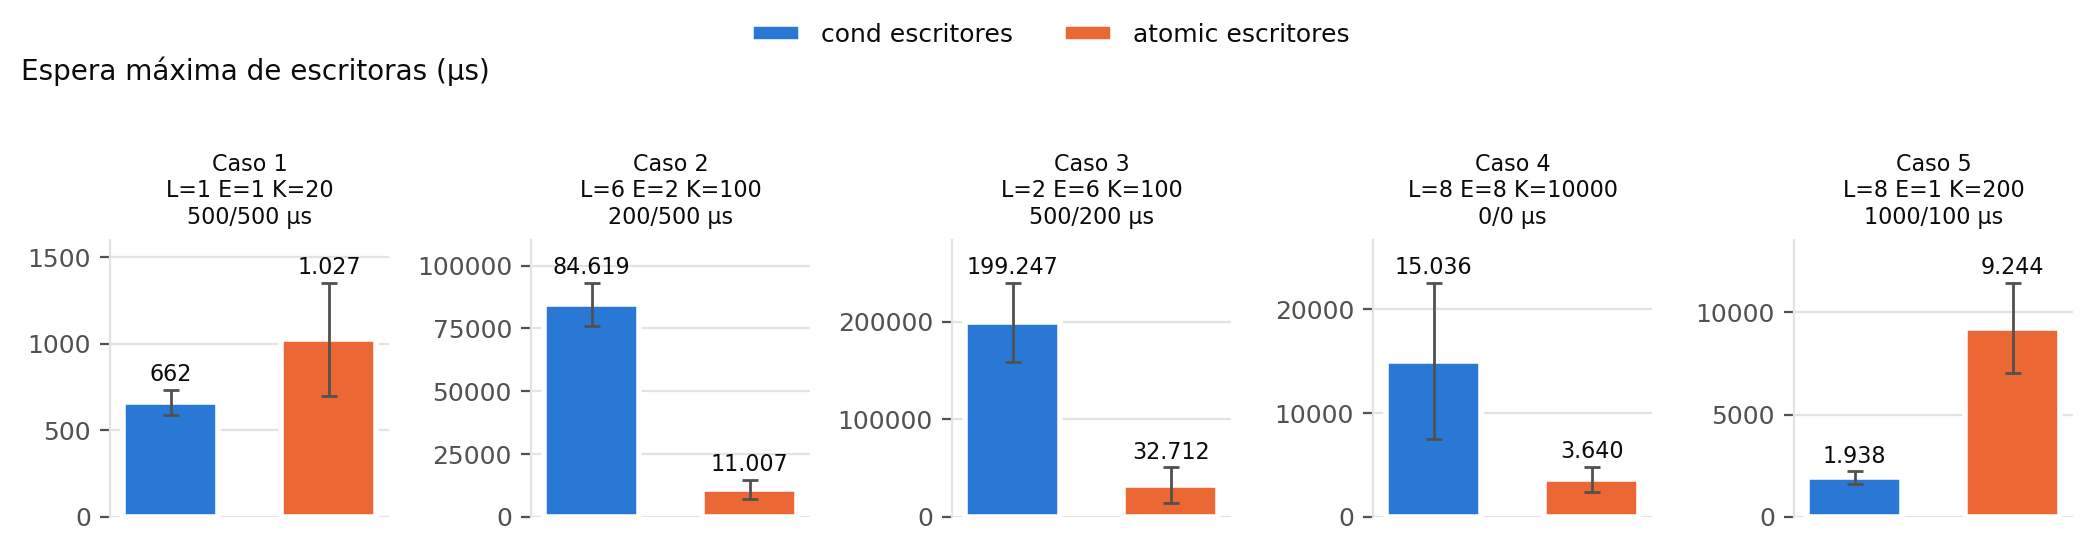 cond escritores
atomic escritores
Espera máxima de escritoras (µs)
Caso 1
L=1 E=1 K=20
500/500 µs
1500
1000
500
0
662
1.027
Caso 2
L=6 E=2 K=100
200/500 µs
100000
75000
50000
25000
0
84.619
11.007
Caso 3
L=2 E=6 K=100
500/200 µs
200000
100000
0
199.247
32.712
Caso 4
L=8 E=8 K=10000
0/0 µs
20000
10000
0
15.036
3.640
Caso 5
L=8 E=1 K=200
1000/100 µs
10000
5000
0
1.938
9.244